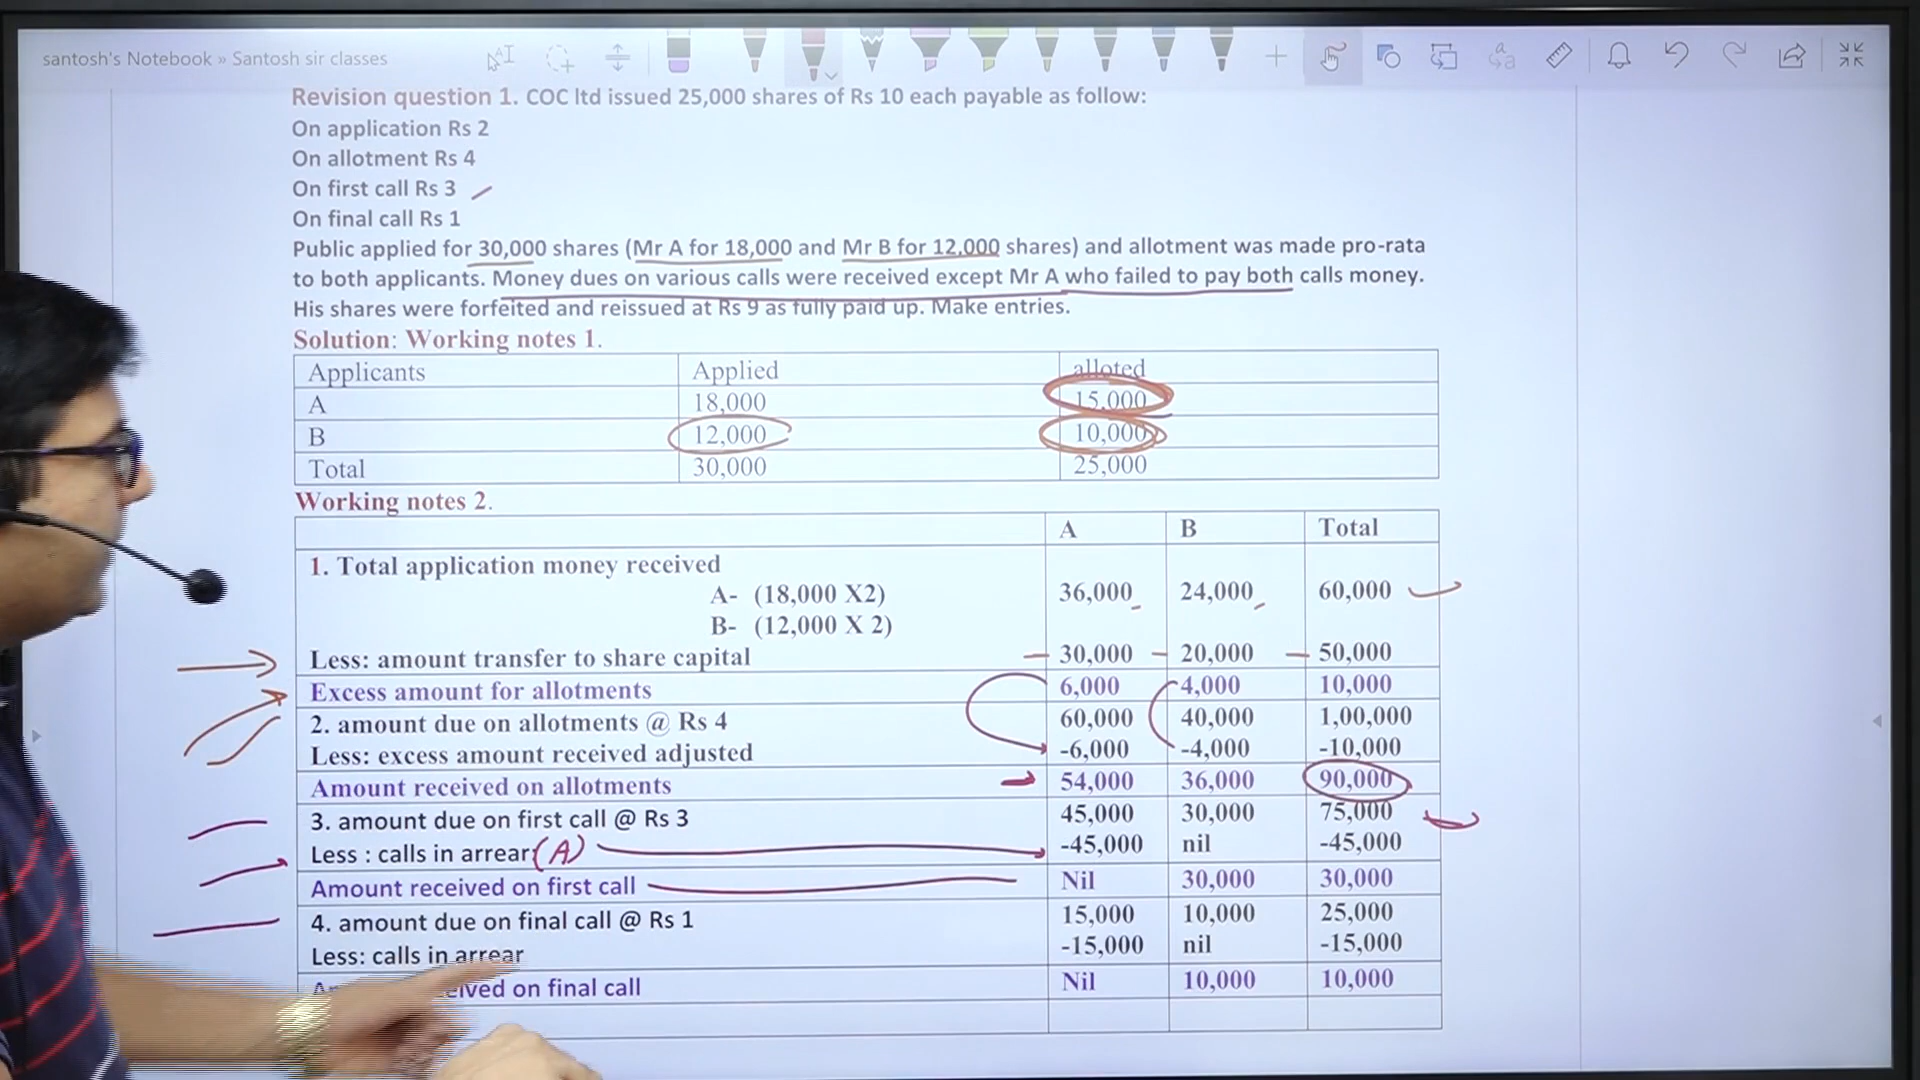 santosh's Notebook » Santosh sir classes
Revision question 1. COC ltd issued 25,000 shares of Rs 10 each payable as follow:
On application Rs 2
On allotment Rs 4
On first call Rs 3
On final call Rs 1
Public applied for 30,000 shares (Mr A for 18,000 and Mr B for 12,000 shares) and allotment was made pro-rata
to both applicants. Money dues on various calls were received except Mr A who failed to pay both calls money.
His shares were forfeited and reissued at Rs 9 as fully paid up. Make entries.
Solution: Working notes 1.
Applicants Applied alloted
A 18,000 15,000
B 12,000 10,000
Total 30,000 25,000
Working notes 2.
A B Total
1. Total application money received
A- (18,000 X2) 36,000 24,000 60,000
B- (12,000 X 2)
Less: amount transfer to share capital 30,000 20,000 50,000
Excess amount for allotments 6,000 4,000 10,000
2. amount due on allotments @ Rs 4 60,000 40,000 1,00,000
Less: excess amount received adjusted -6,000 -4,000 -10,000
Amount received on allotments 54,000 36,000 90,000
3. amount due on first call @ Rs 3 45,000 30,000 75,000
Less : calls in arrear (A) -45,000 nil -45,000
Amount received on first call Nil 30,000 30,000
4. amount due on final call @ Rs 1 15,000 10,000 25,000
Less: calls in arrear -15,000 nil -15,000
on final call Nil 10,000 10,000